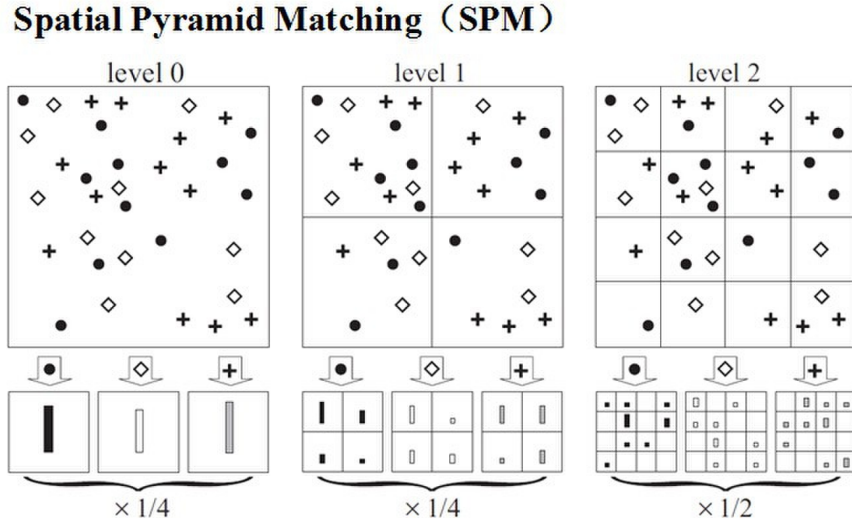 Spatial Pyramid Matching（SPM）
level 0
level 1
level 2
× 1/4
× 1/4
× 1/2